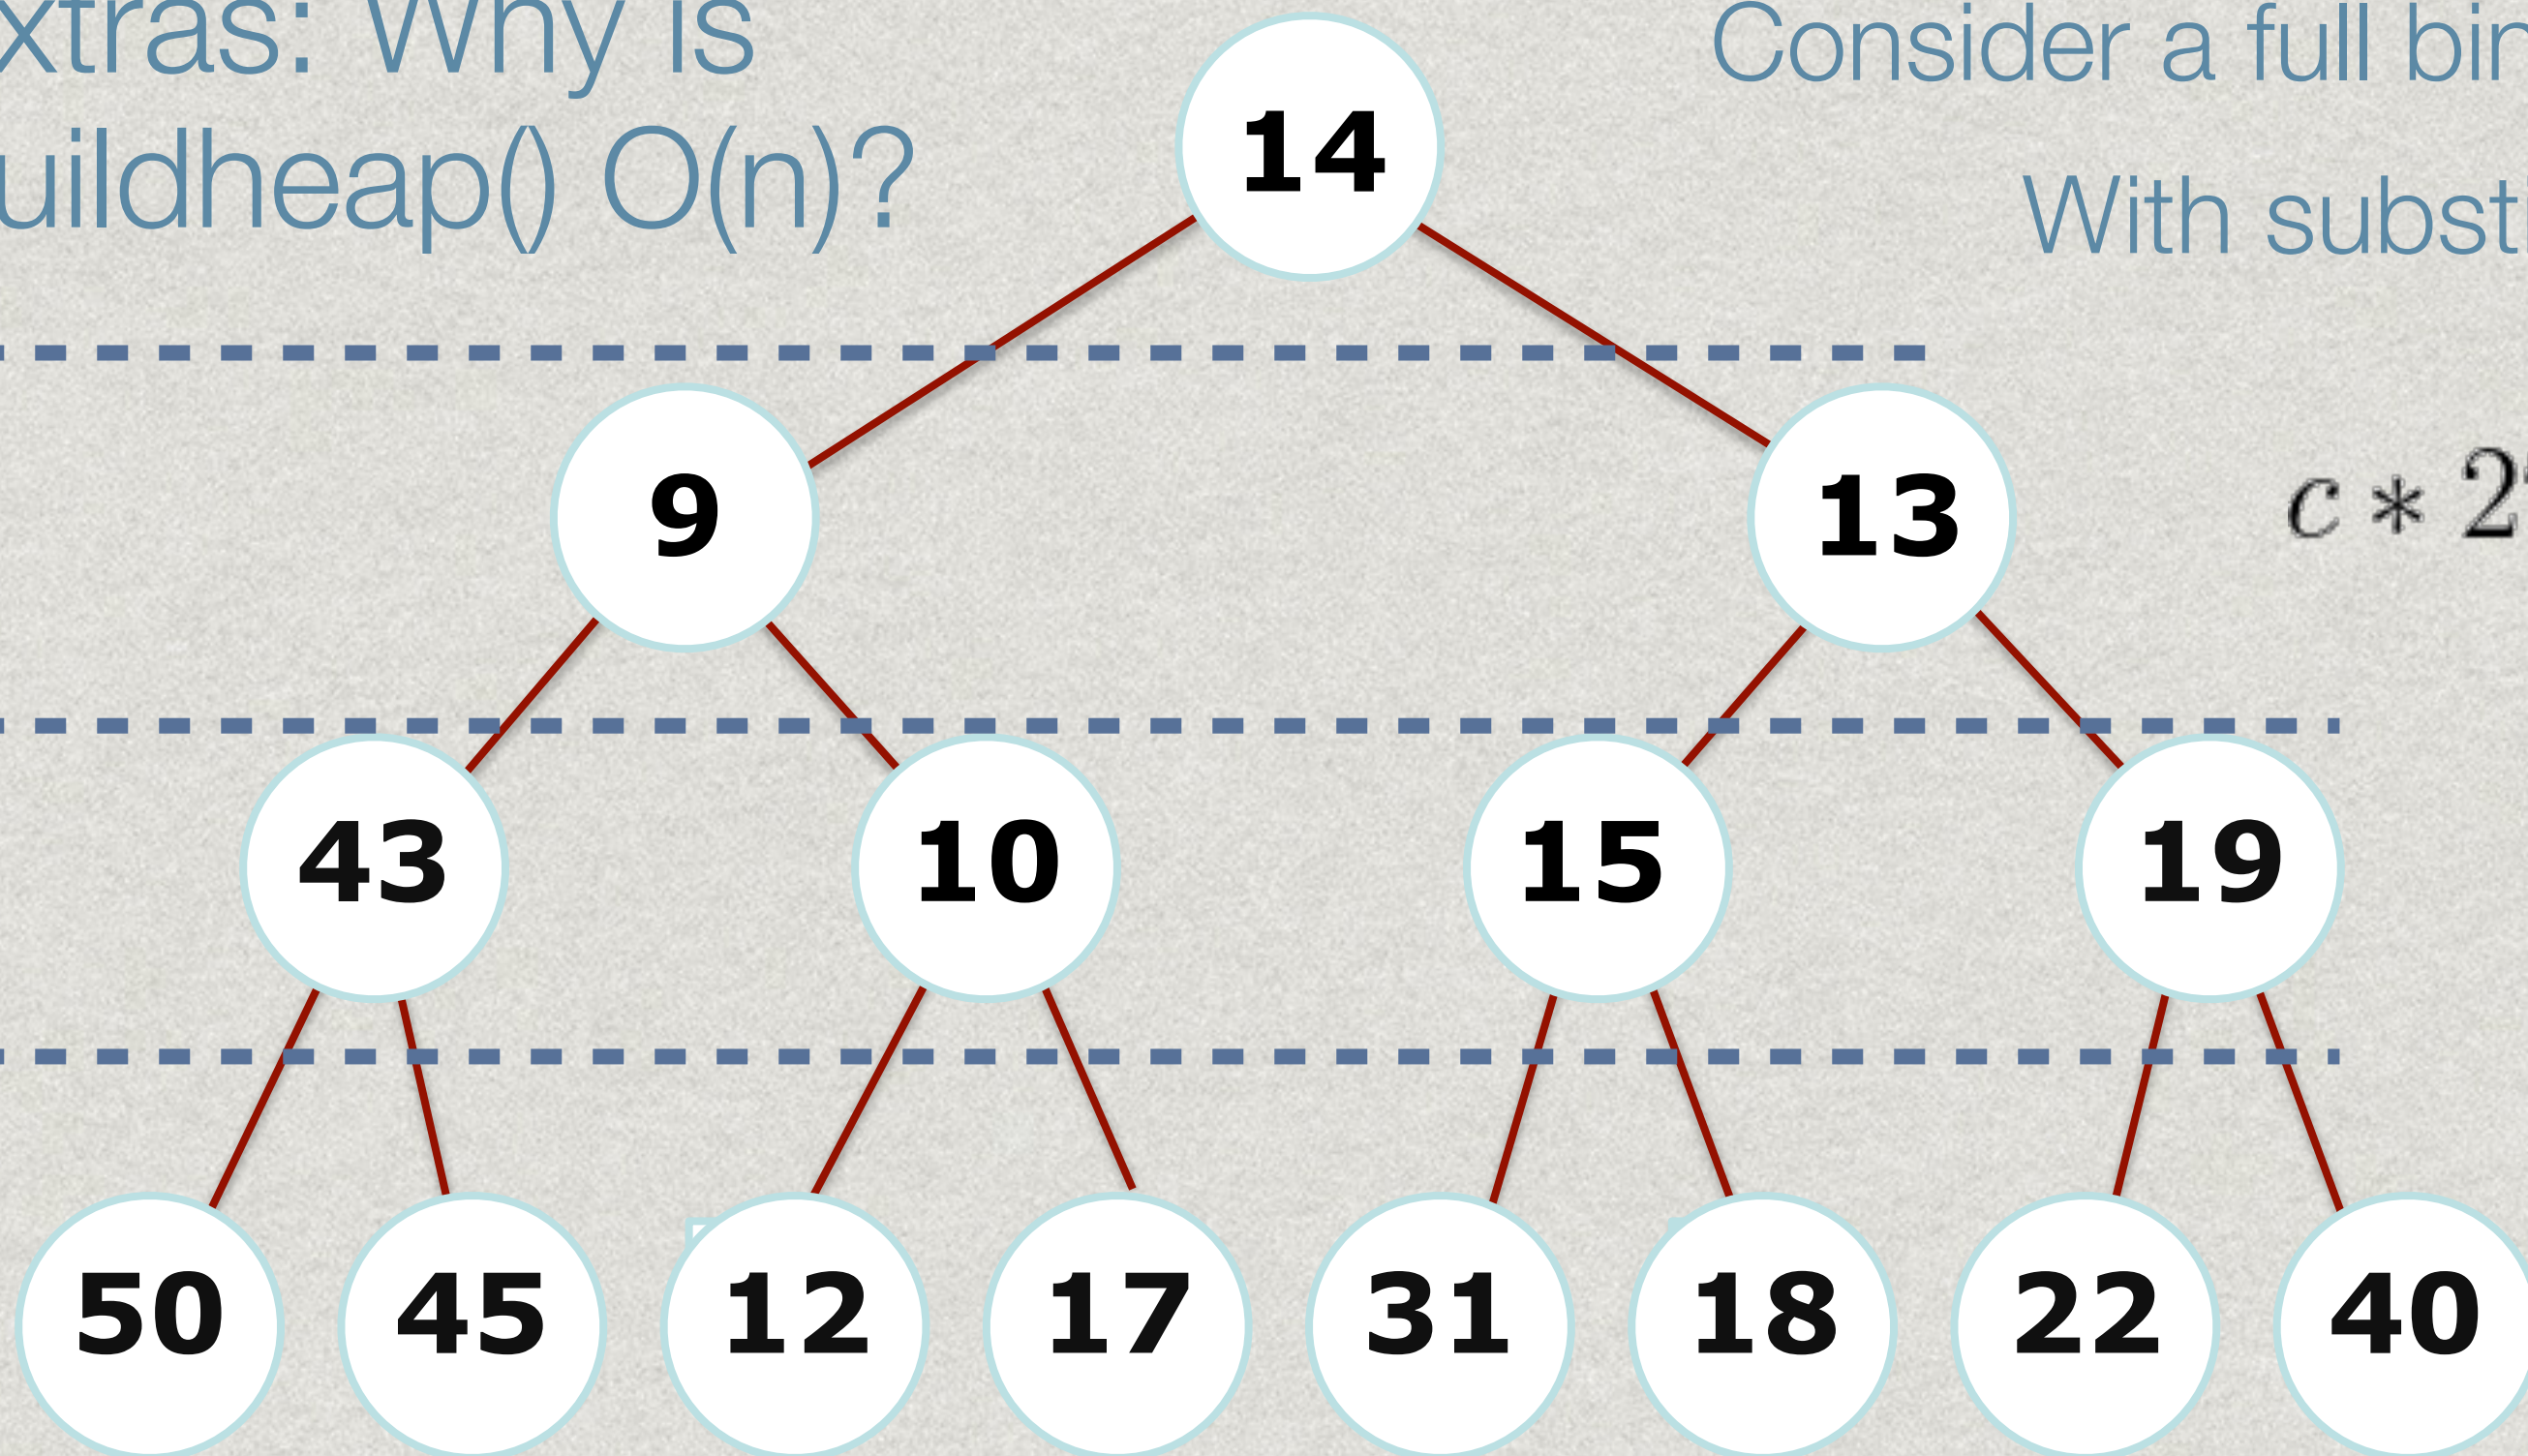 xtras: Why is
uildheap() O(n)?
Consider a full bin
With substi
c * 2
14
9 13
43 10 15 19
50 45 12 17 31 18 22 40